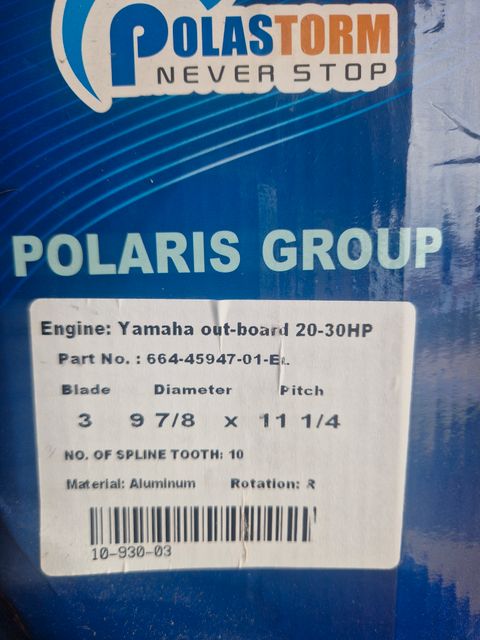 POLASTORM
NEVER STOP
POLARIS GROUP
Engine: Yamaha out-board 20-30HP
Part No. : 664-45947-01-EL
Blade Diameter Pitch
3 9 7/8 x 11 1/4
NO. OF SPLINE TOOTH: 10
Material: Aluminum Rotation: R
10-930-03